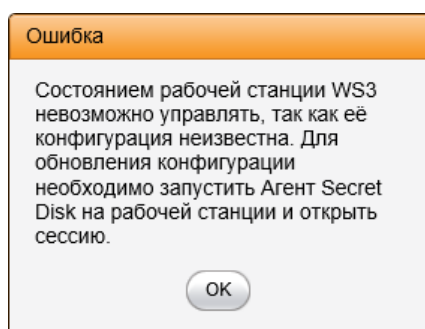 Ошибка
Состоянием рабочей станции WS3
невозможно управлять, так как её
конфигурация неизвестна. Для
обновления конфигурации
необходимо запустить Агент Secret
Disk на рабочей станции и открыть
сессию.
OK